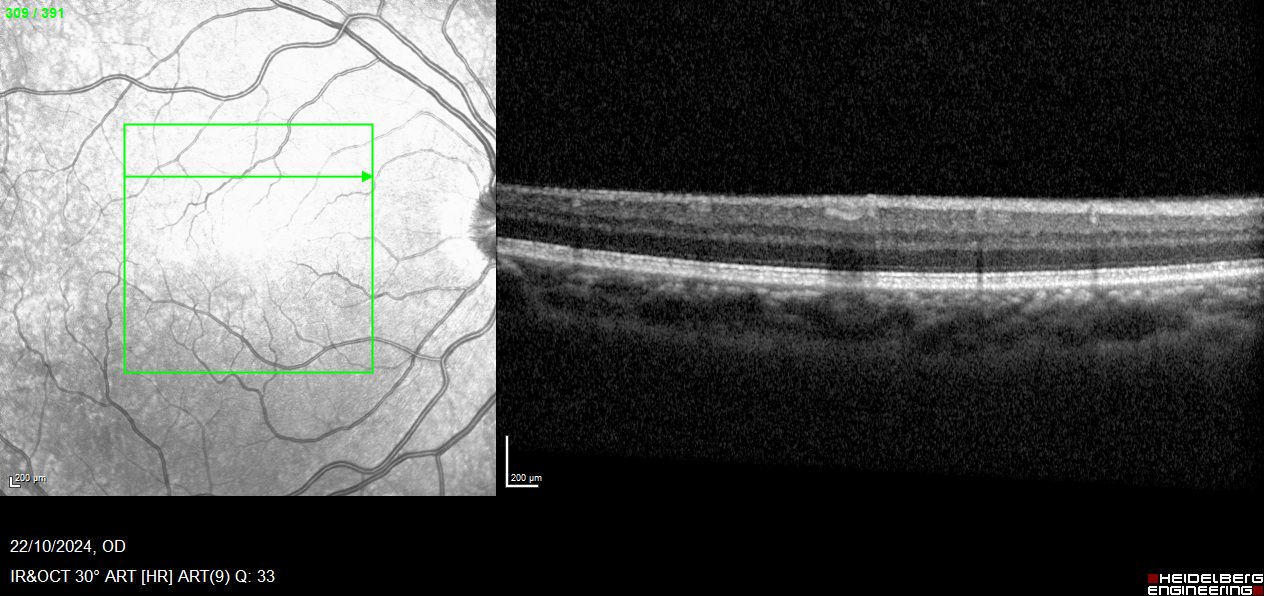 309 / 391
200 µm
200 µm
22/10/2024, OD
IR&OCT 30° ART [HR] ART(9) Q: 33
HEIDELBERG
ENGINEERING